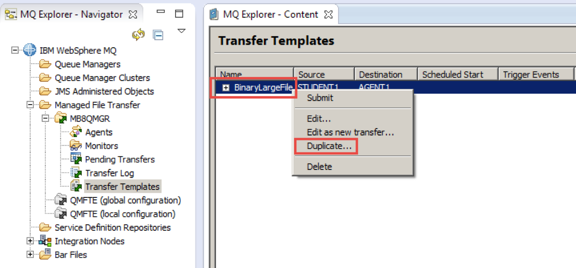 MQ Explorer - Navigator
IBM WebSphere MQ
Queue Managers
Queue Manager Clusters
JMS Administered Objects
Managed File Transfer
MB8QMGR
Agents
Monitors
Pending Transfers
Transfer Log
Transfer Templates
QMFTE (global configuration)
QMFTE (local configuration)
Service Definition Repositories
Integration Nodes
Bar Files
MQ Explorer - Content
Transfer Templates
Name Source Destination Scheduled Start Trigger Events
BinaryLargeFile STUDENT1 AGENT1
Submit
Edit...
Edit as new transfer...
Duplicate...
Delete